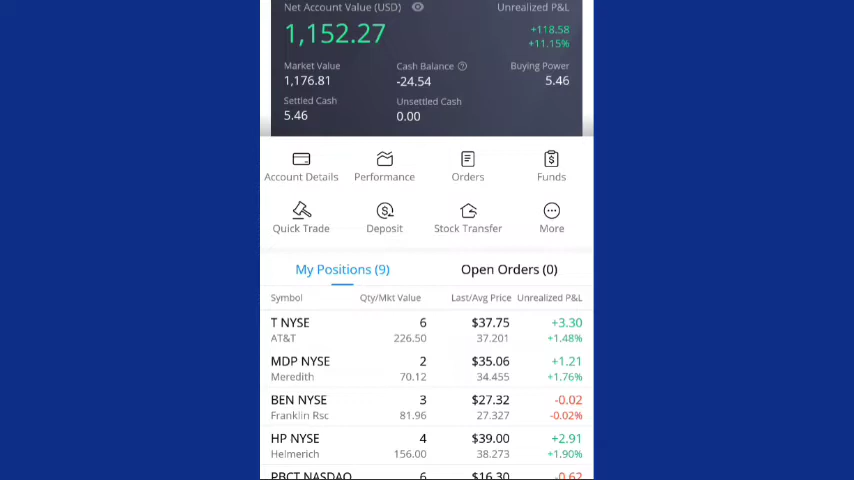 Net Account Value (USD) Unrealized P&L
1,152.27 +118.58
+11.15%
Market Value Cash Balance Buying Power
1,176.81 -24.54 5.46
Settled Cash Unsettled Cash
5.46 0.00
Account Details Performance Orders Funds
Quick Trade Deposit Stock Transfer More
My Positions (9) Open Orders (0)
Symbol Qty/Mkt Value Last/Avg Price Unrealized P&L
T NYSE 6 $37.75 +3.30
AT&T 226.50 37.201 +1.48%
MDP NYSE 2 $35.06 +1.21
Meredith 70.12 34.455 +1.76%
BEN NYSE 3 $27.32 -0.02
Franklin Rsc 81.96 27.327 -0.02%
HP NYSE 4 $39.00 +2.91
Helmerich 156.00 38.273 +1.90%
PBCT NASDAQ 6 $16.30 -0.62